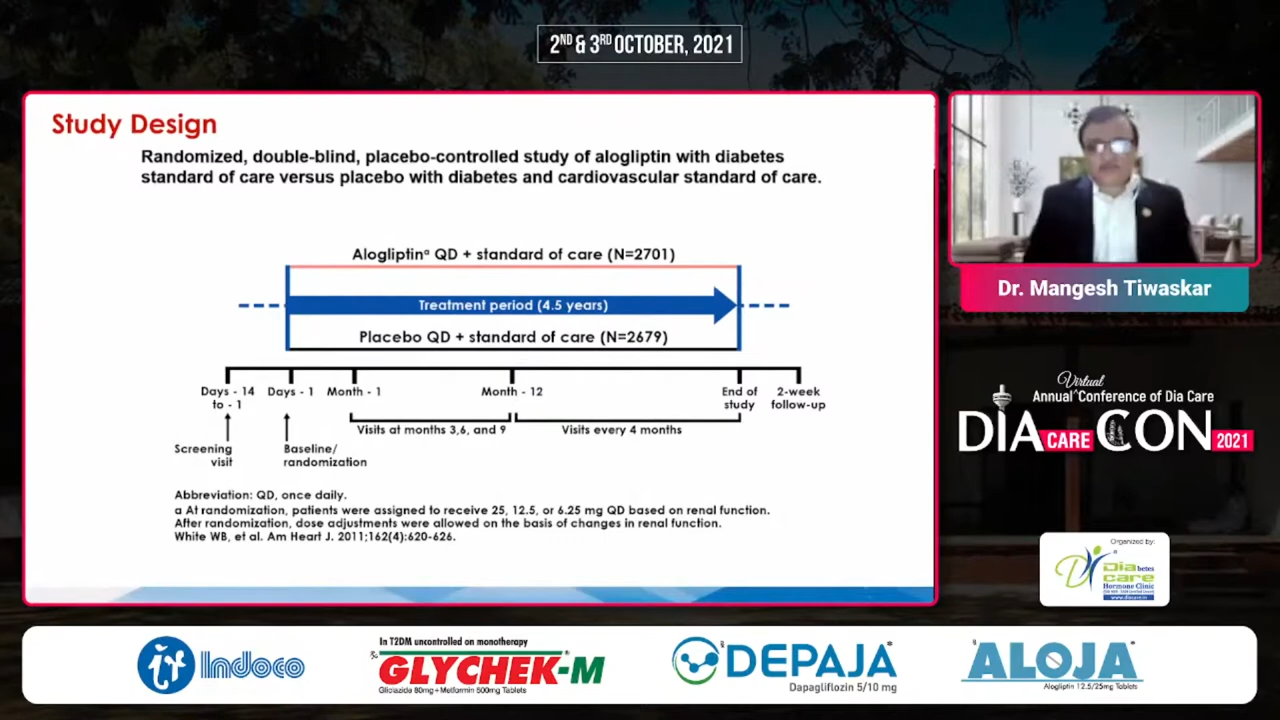 2ND & 3RD OCTOBER, 2021
Study Design
Randomized, double-blind, placebo-controlled study of alogliptin with diabetes
standard of care versus placebo with diabetes and cardiovascular standard of care.
Alogliptinᵃ QD + standard of care (N=2701)
Treatment period (4.5 years)
Placebo QD + standard of care (N=2679)
Days - 14
to - 1
Days - 1
Month - 1
Month - 12
End of
study
2-week
follow-up
Visits at months 3,6, and 9
Visits every 4 months
Screening
visit
Baseline/
randomization
Abbreviation: QD, once daily.
a At randomization, patients were assigned to receive 25, 12.5, or 6.25 mg QD based on renal function.
After randomization, dose adjustments were allowed on the basis of changes in renal function.
White WB, et al. Am Heart J. 2011;162(4):620-626.
Dr. Mangesh Tiwaskar
Virtual
Annual^Conference of Dia Care
DIA CARE CON 2021
Organized by:
Diabetes
care
Hormone Clinic
www.diacare.in
Indoco
In T2DM uncontrolled on monotherapy
GLYCHEK-M
Gliclazide 80mg + Metformin 500mg Tablets
DEPAJA
Dapagliflozin 5/10 mg
ALOJA
Alogliptin 12.5/25mg Tablets